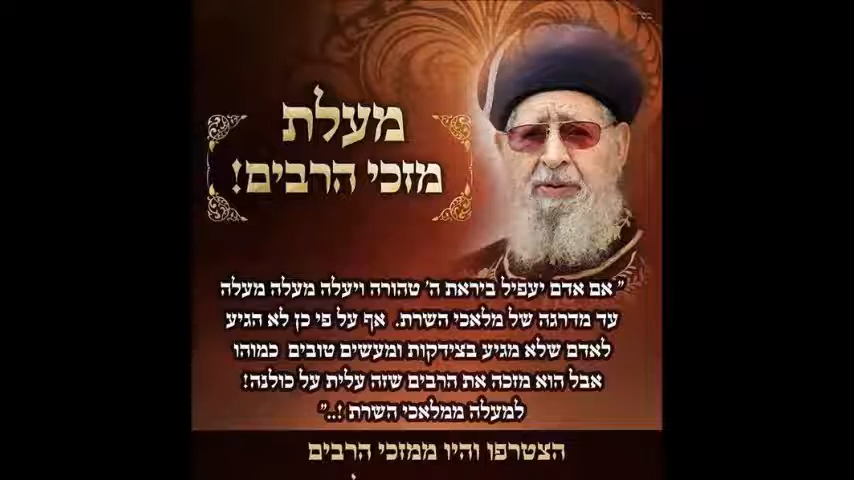 מעלת
מזכי הרבים!
" אם אדם יעפיל ביראת ה' טהורה ויעלה מעלה מעלה
עד מדרגה של מלאכי השרת. אף על פי כן לא הגיע
לאדם שלא מגיע בצידקות ומעשים טובים כמוהו
אבל הוא מזכה את הרבים שזה עלית על כולנה!
למעלה ממלאכי השרת !.."
הצטרפו והיו ממזכי הרבים